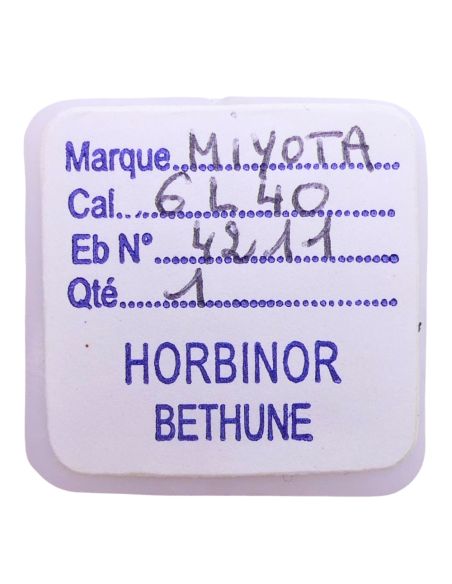 Marque MIYOTA
Cal. 6L40
Eb N° 4211
Qté 1
HORBINOR
BETHUNE